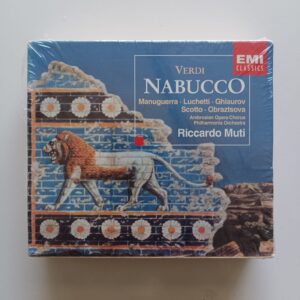 EMI
CLASSICS
VERDI
NABUCCO
Manuguerra · Luchetti · Ghiaurov
Scotto · Obraztsova
Ambrosian Opera Chorus
Philharmonia Orchestra
Riccardo Muti